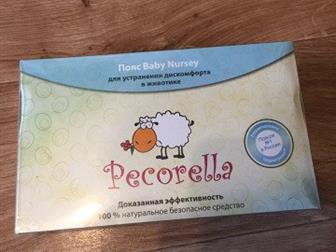 Пояс Baby Nursey
для устранения дискомфорта
в животике
Pecorella
Доказанная эффективность
100 % натуральное безопасное средство